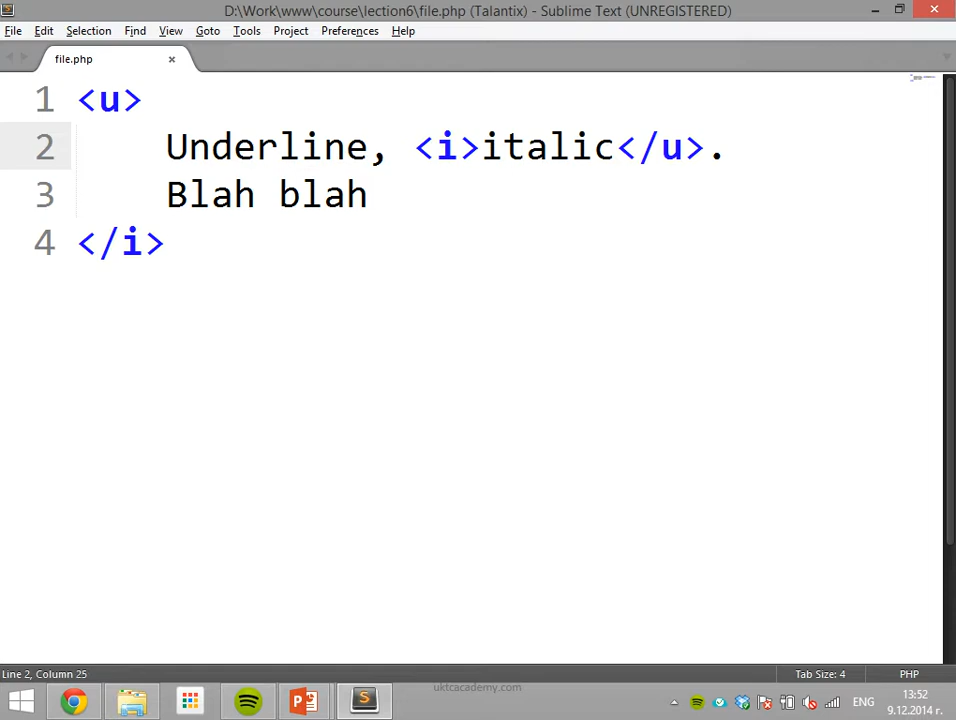 D:\Work\www\course\lection6\file.php (Talantix) - Sublime Text (UNREGISTERED)
File Edit Selection Find View Goto Tools Project Preferences Help
file.php
1 <u>
2 Underline, <i>italic</u>.
3 Blah blah
4 </i>
Line 2, Column 25 Tab Size: 4 PHP
uktcacademy.com
ENG 13:52
9.12.2014 г.